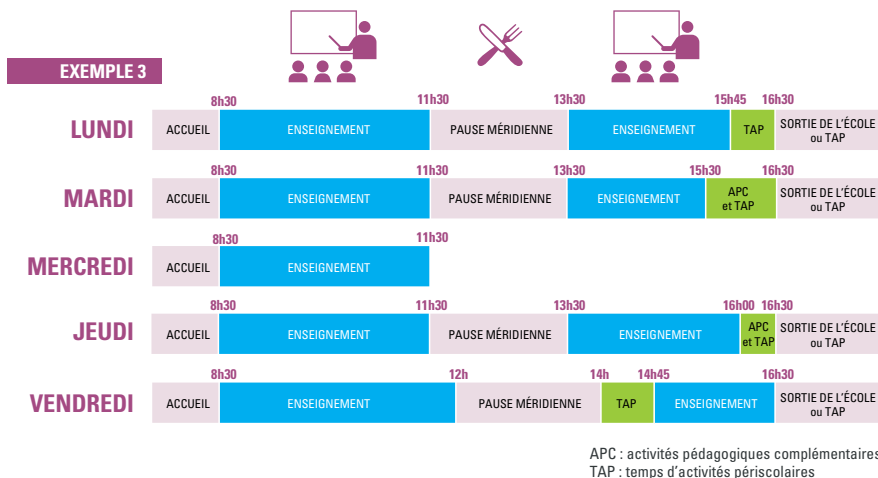 EXEMPLE 3
8h30 11h30 13h30 15h45 16h30
LUNDI ACCUEIL ENSEIGNEMENT PAUSE MÉRIDIENNE ENSEIGNEMENT TAP SORTIE DE L'ÉCOLE
ou TAP
8h30 11h30 13h30 15h30 16h30
MARDI ACCUEIL ENSEIGNEMENT PAUSE MÉRIDIENNE ENSEIGNEMENT APC
et TAP SORTIE DE L'ÉCOLE
ou TAP
8h30 11h30
MERCREDI ACCUEIL ENSEIGNEMENT
8h30 11h30 13h30 16h00 16h30
JEUDI ACCUEIL ENSEIGNEMENT PAUSE MÉRIDIENNE ENSEIGNEMENT APC
et TAP SORTIE DE L'ÉCOLE
ou TAP
8h30 12h 14h 14h45 16h30
VENDREDI ACCUEIL ENSEIGNEMENT PAUSE MÉRIDIENNE TAP ENSEIGNEMENT SORTIE DE L'ÉCOLE
ou TAP
APC : activités pédagogiques complémentaires
TAP : temps d'activités périscolaires